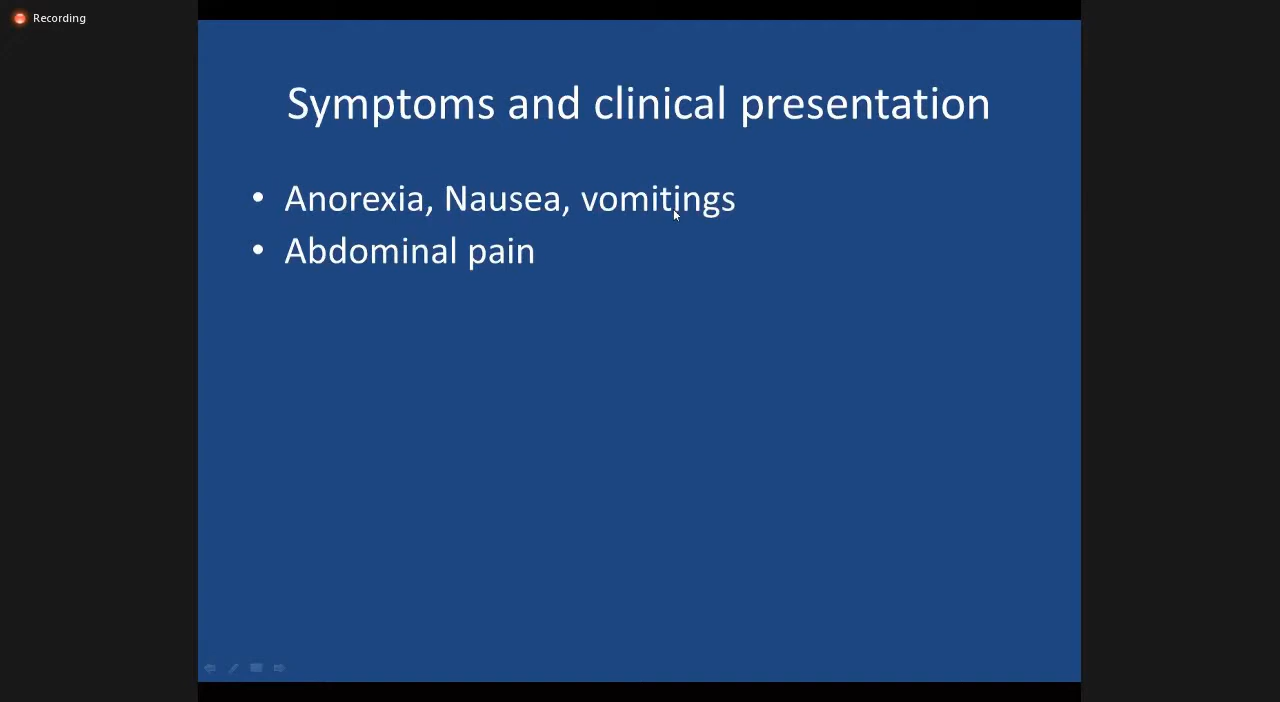 Recording
Symptoms and clinical presentation
• Anorexia, Nausea, vomitings
• Abdominal pain